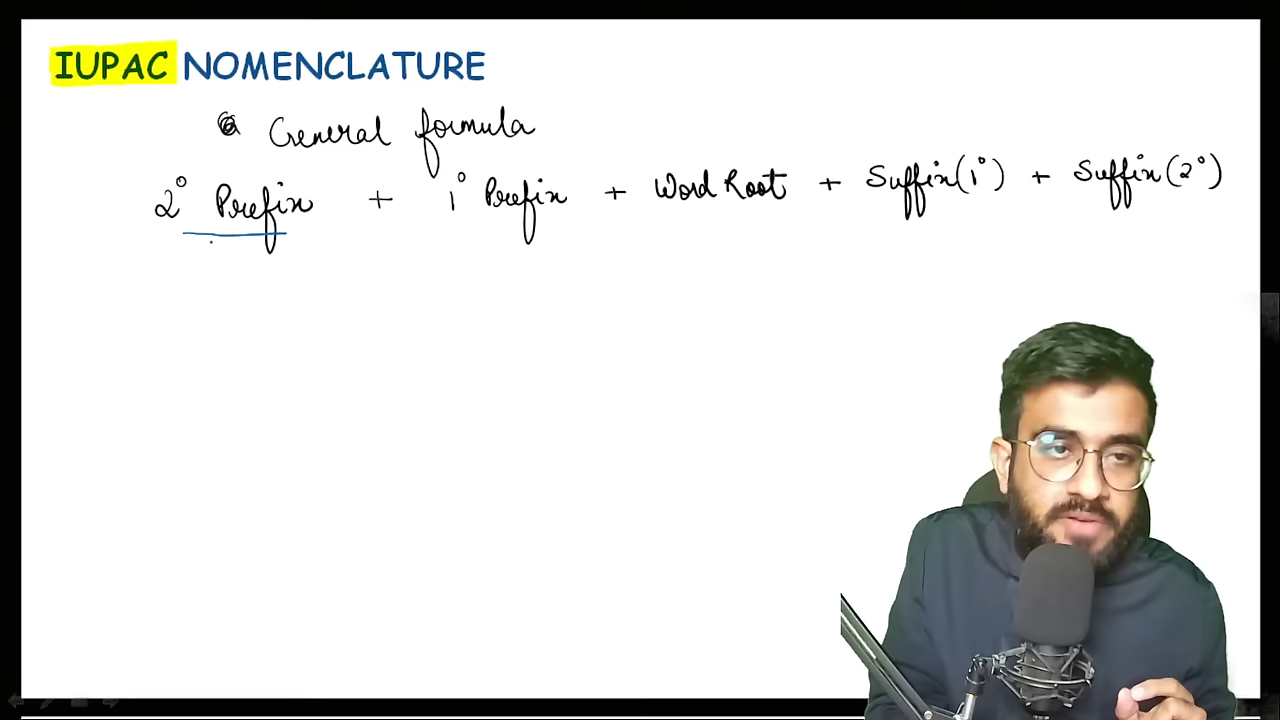 IUPAC NOMENCLATURE
General formula
2° Prefix + 1° Prefix + Word Root + Suffix(1°) + Suffix(2°)